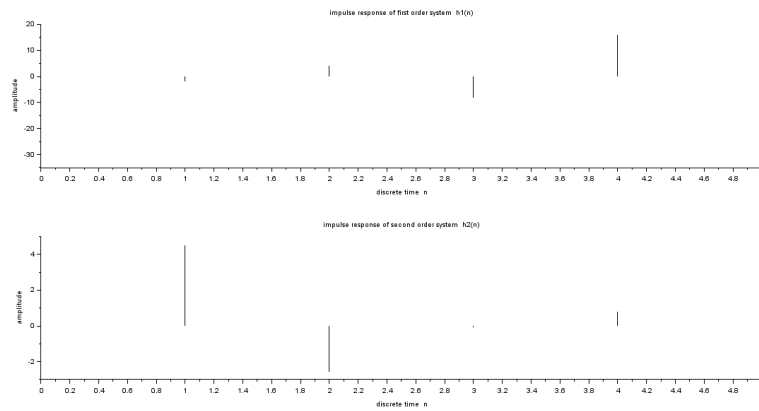 impulse response of first order system h1(n)
20
10
0
-10
-20
-30
amplitude
0 0.2 0.4 0.6 0.8 1 1.2 1.4 1.6 1.8 2 2.2 2.4 2.6 2.8 3 3.2 3.4 3.6 3.8 4 4.2 4.4 4.6 4.8
discrete time n
impulse response of second order system h2(n)
4
2
0
-2
amplitude
0 0.2 0.4 0.6 0.8 1 1.2 1.4 1.6 1.8 2 2.2 2.4 2.6 2.8 3 3.2 3.4 3.6 3.8 4 4.2 4.4 4.6 4.8
discrete time n